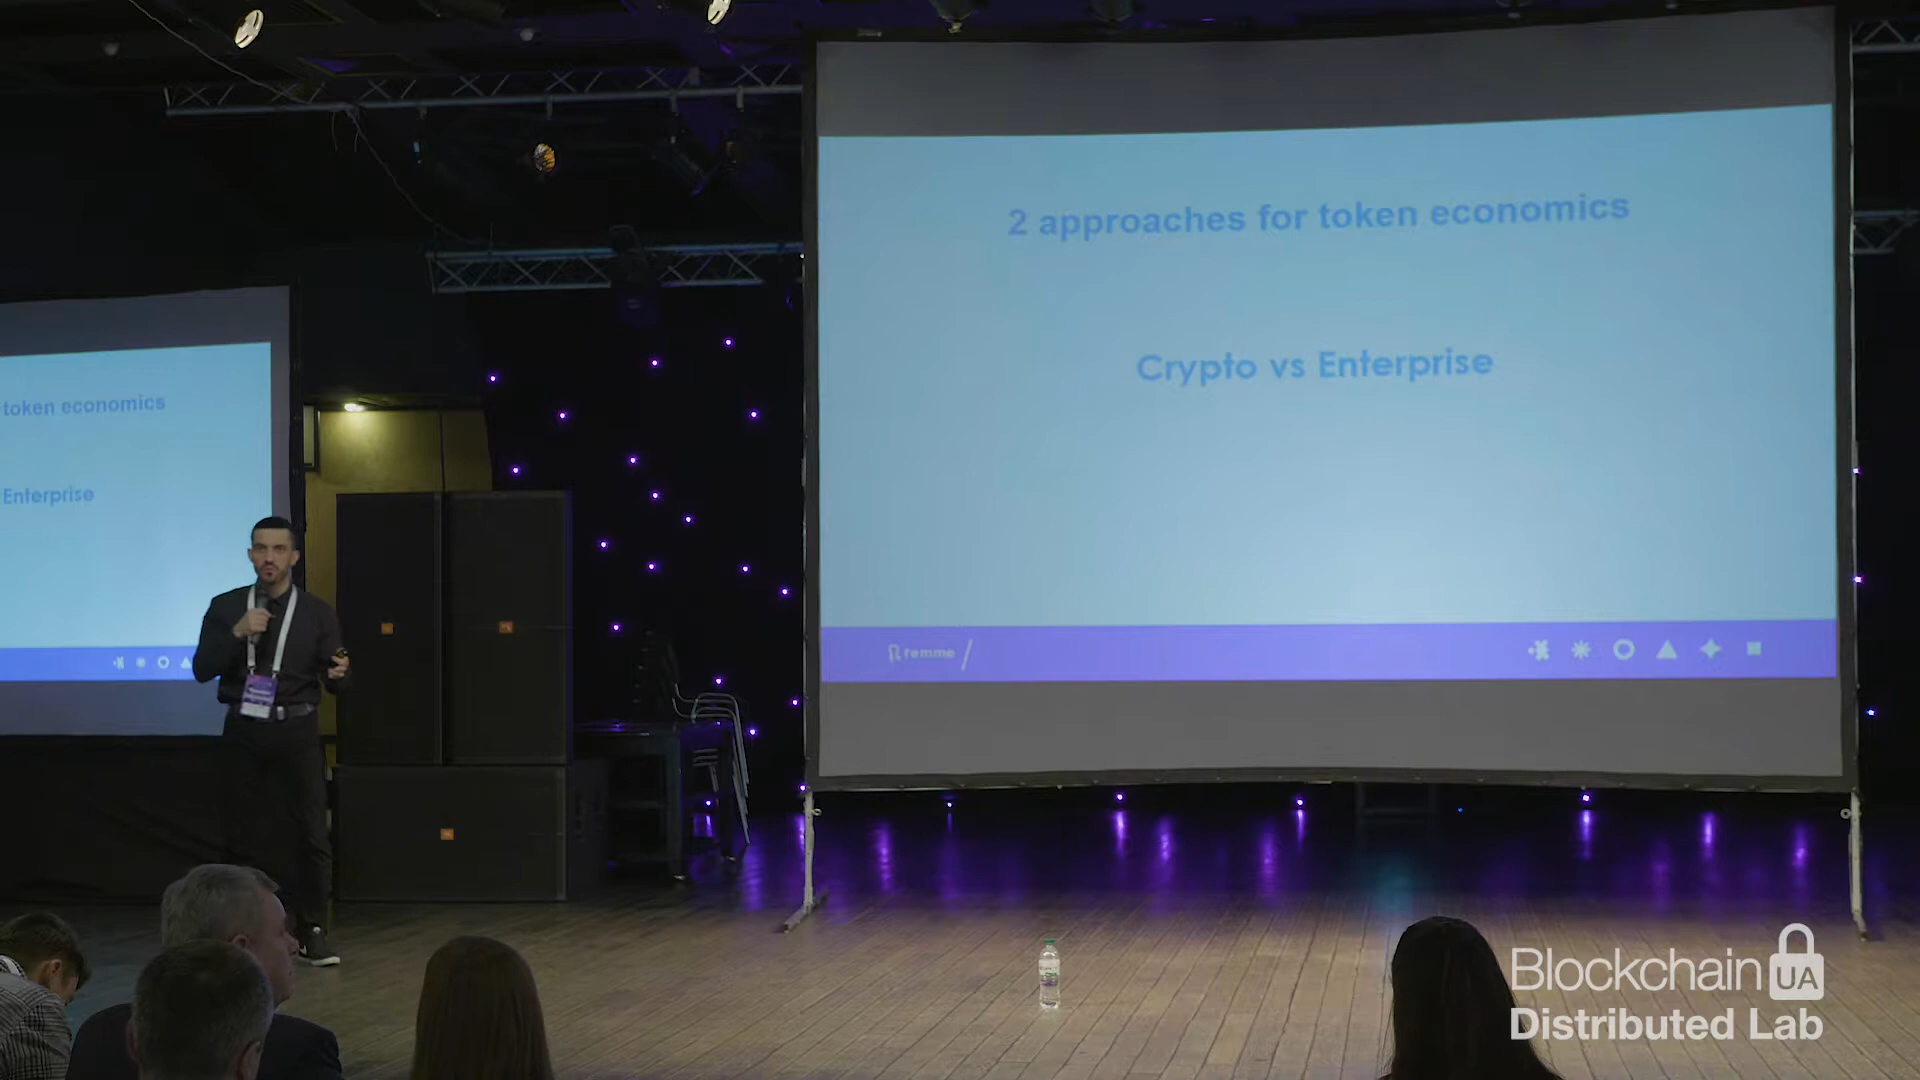 2 approaches for token economics
Crypto vs Enterprise
remme
token economics
Enterprise
Blockchain UA
Distributed Lab